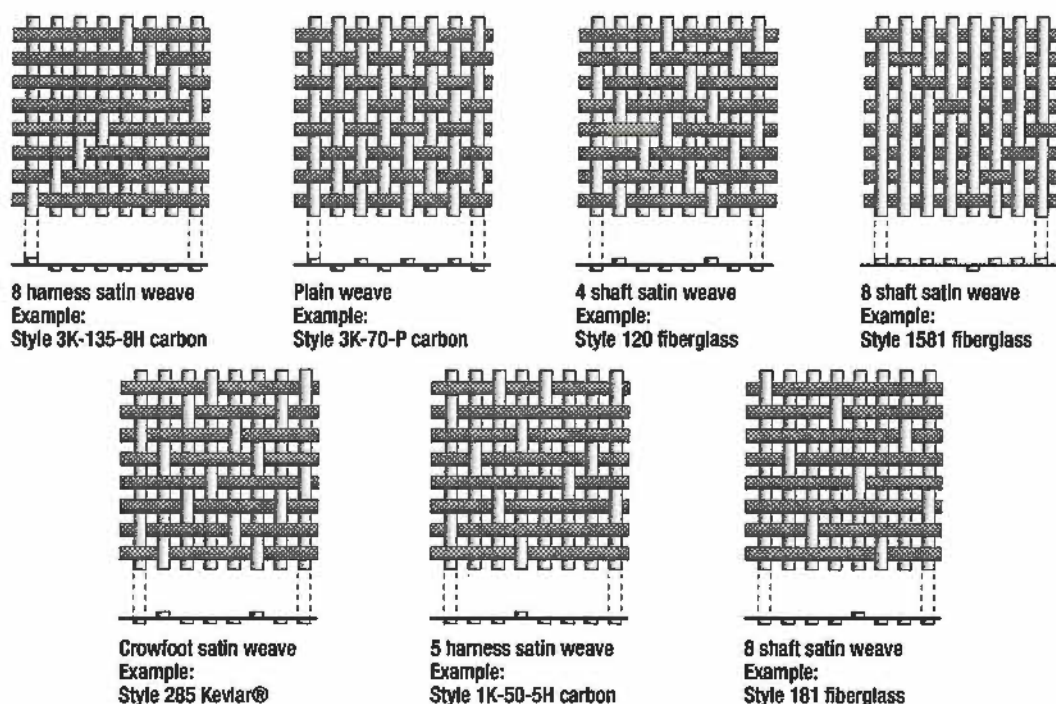 8 harness satin weave
Example:
Style 3K-135-8H carbon
Plain weave
Example:
Style 3K-70-P carbon
4 shaft satin weave
Example:
Style 120 fiberglass
8 shaft satin weave
Example:
Style 1581 fiberglass
Crowfoot satin weave
Example:
Style 285 Kevlar®
5 harness satin weave
Example:
Style 1K-50-5H carbon
8 shaft satin weave
Example:
Style 181 fiberglass